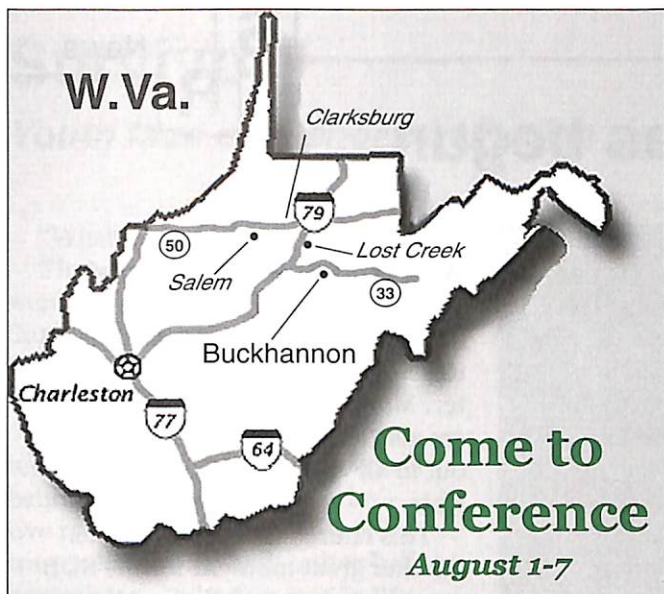 W.Va.
Clarksburg
79
50
Salem
Lost Creek
33
Buckhannon
Charleston
77
64
Come to
Conference
August 1-7